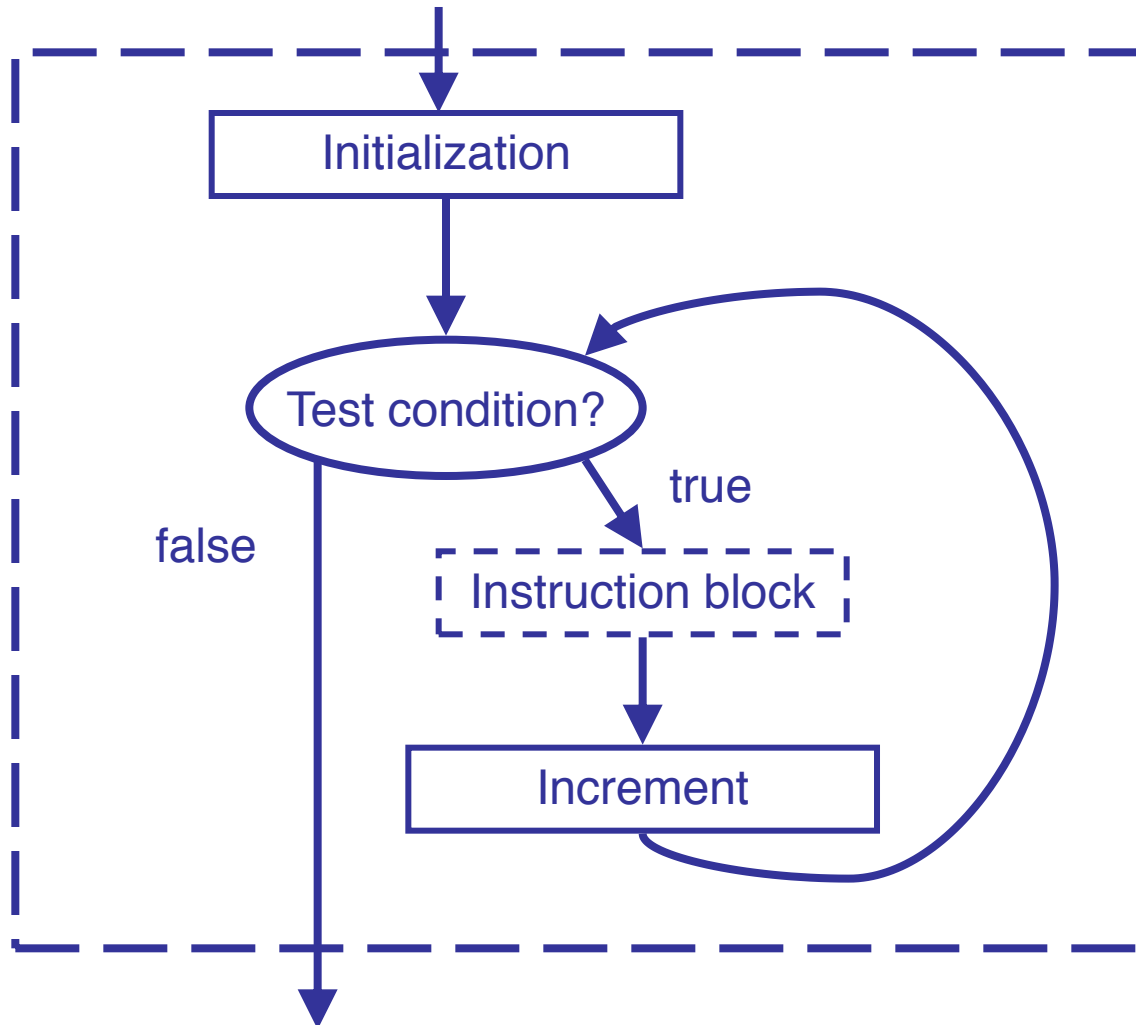 Initialization
Test condition?
true
false
Instruction block
Increment